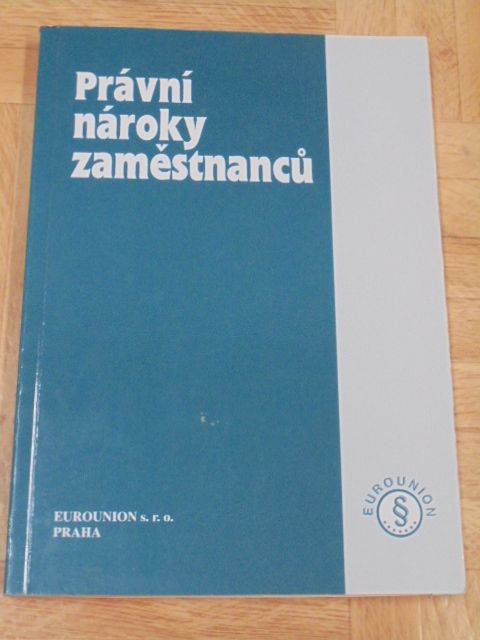 Právní
nároky
zaměstnanců
EUROUNION s. r. o.
PRAHA
EUROUNION
§